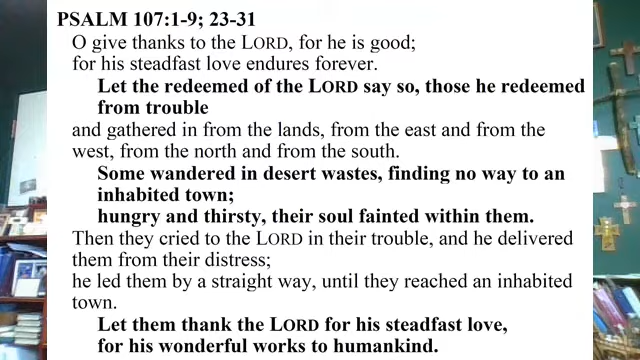 PSALM 107:1-9; 23-31
O give thanks to the LORD, for he is good;
for his steadfast love endures forever.
Let the redeemed of the LORD say so, those he redeemed
from trouble
and gathered in from the lands, from the east and from the
west, from the north and from the south.
Some wandered in desert wastes, finding no way to an
inhabited town;
hungry and thirsty, their soul fainted within them.
Then they cried to the LORD in their trouble, and he delivered
them from their distress;
he led them by a straight way, until they reached an inhabited
town.
Let them thank the LORD for his steadfast love,
for his wonderful works to humankind.